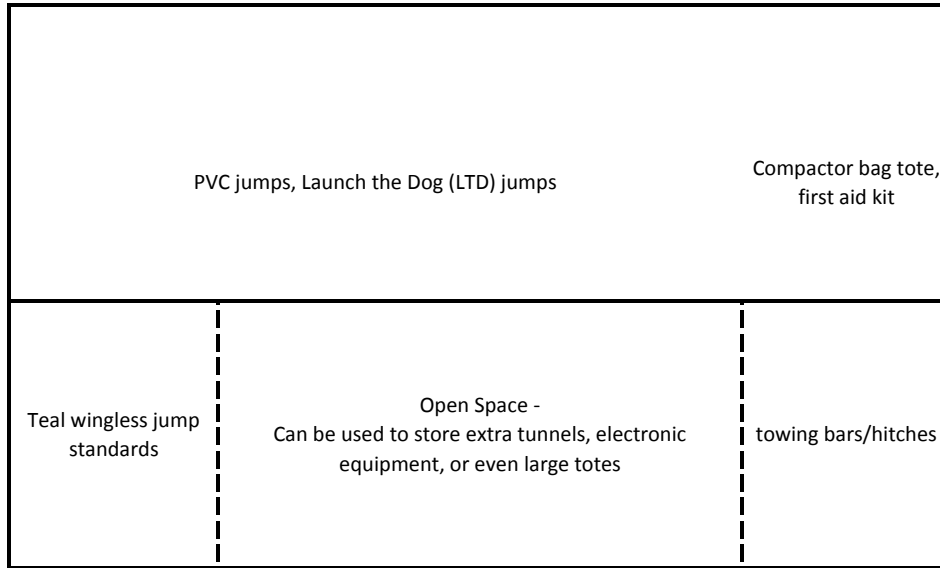 PVC jumps, Launch the Dog (LTD) jumps
Compactor bag tote,
first aid kit
Teal wingless jump
standards
Open Space -
Can be used to store extra tunnels, electronic
equipment, or even large totes
towing bars/hitches